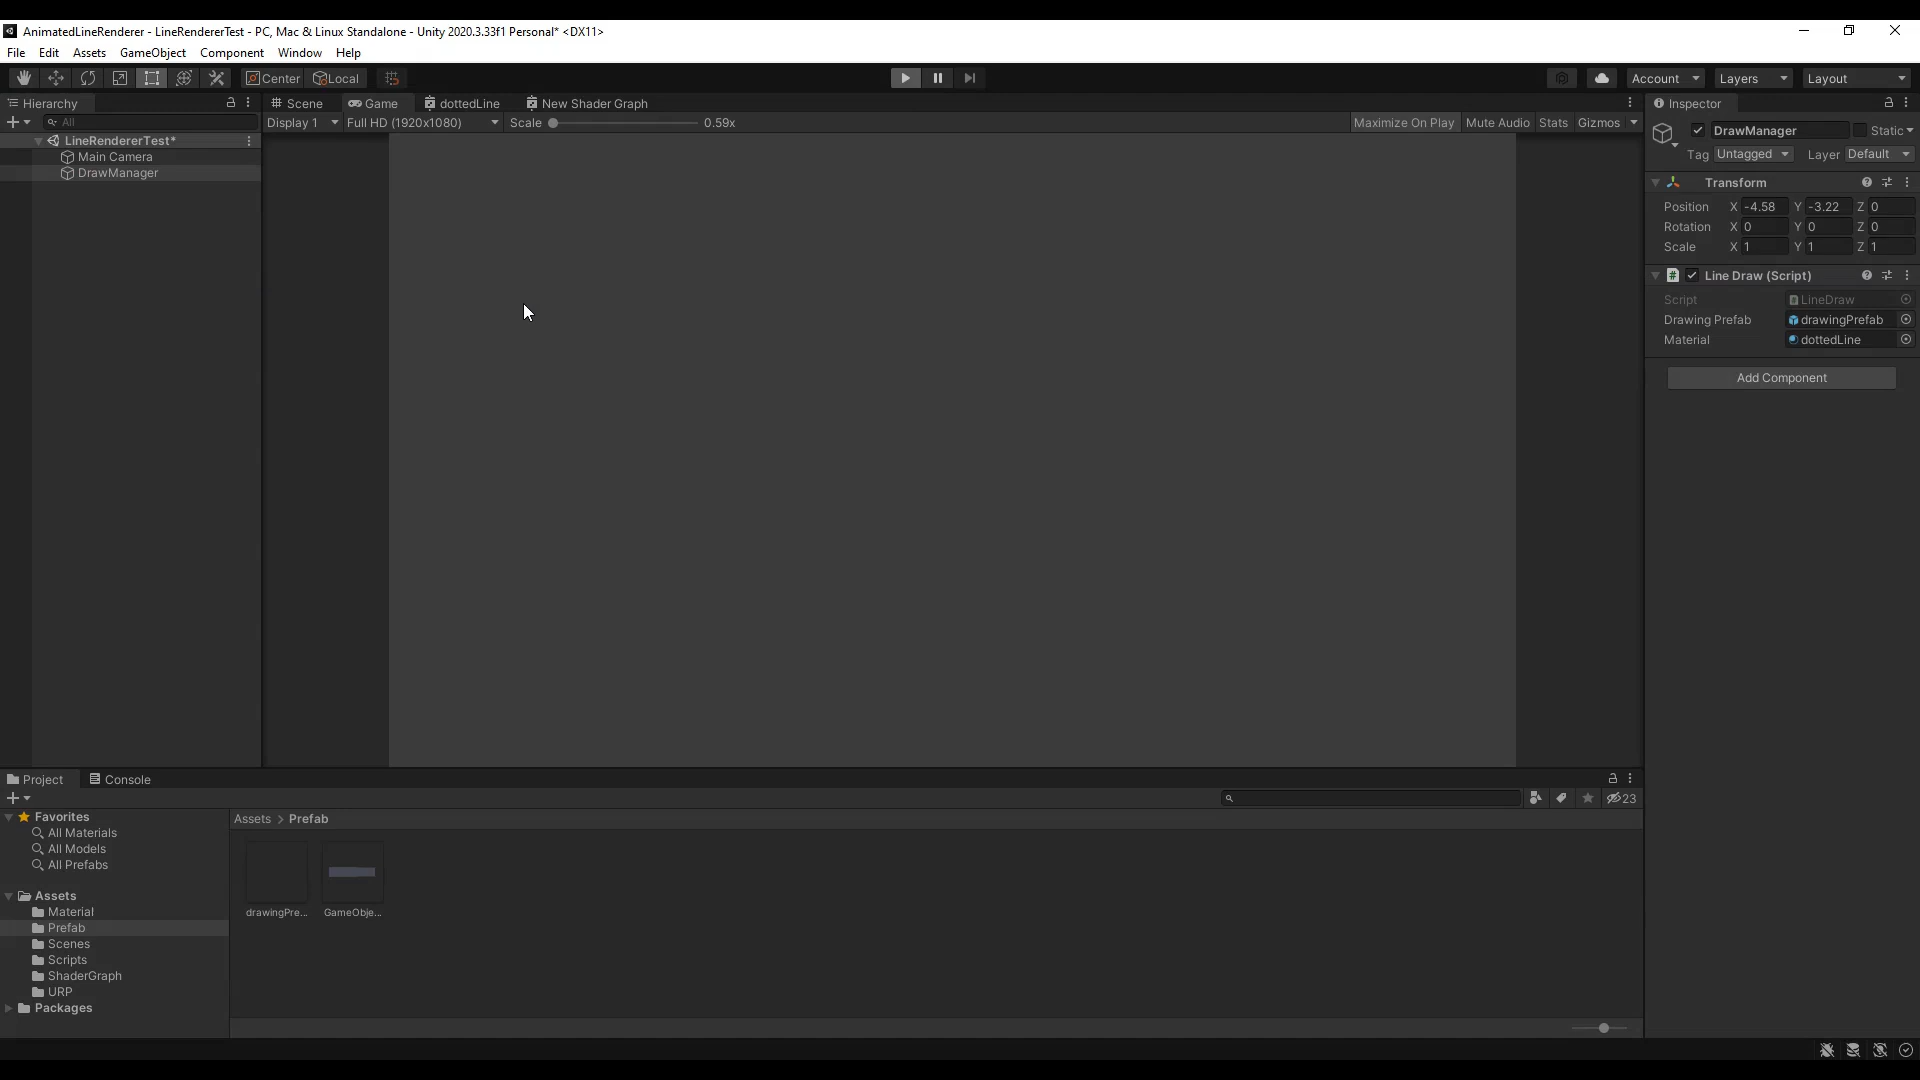 AnimatedLineRenderer - LineRendererTest - PC, Mac & Linux Standalone - Unity 2020.3.33f1 Personal* <DX11>
File Edit Assets GameObject Component Window Help
Center Local Account Layers Layout
Hierarchy
All
LineRendererTest*
Main Camera
DrawManager
Scene Game dottedLine New Shader Graph
Display 1 Full HD (1920x1080) Scale 0.59x Maximize On Play Mute Audio Stats Gizmos
Inspector
DrawManager Static
Tag Untagged Layer Default
Transform
Position X -4.58 Y -3.22 Z 0
Rotation X 0 Y 0 Z 0
Scale X 1 Y 1 Z 1
Line Draw (Script)
Script LineDraw
Drawing Prefab drawingPrefab
Material dottedLine
Add Component
Project Console
23
Favorites
All Materials
All Models
All Prefabs
Assets
Material
Prefab
Scenes
Scripts
ShaderGraph
URP
Packages
Assets > Prefab
drawingPre... GameObje...